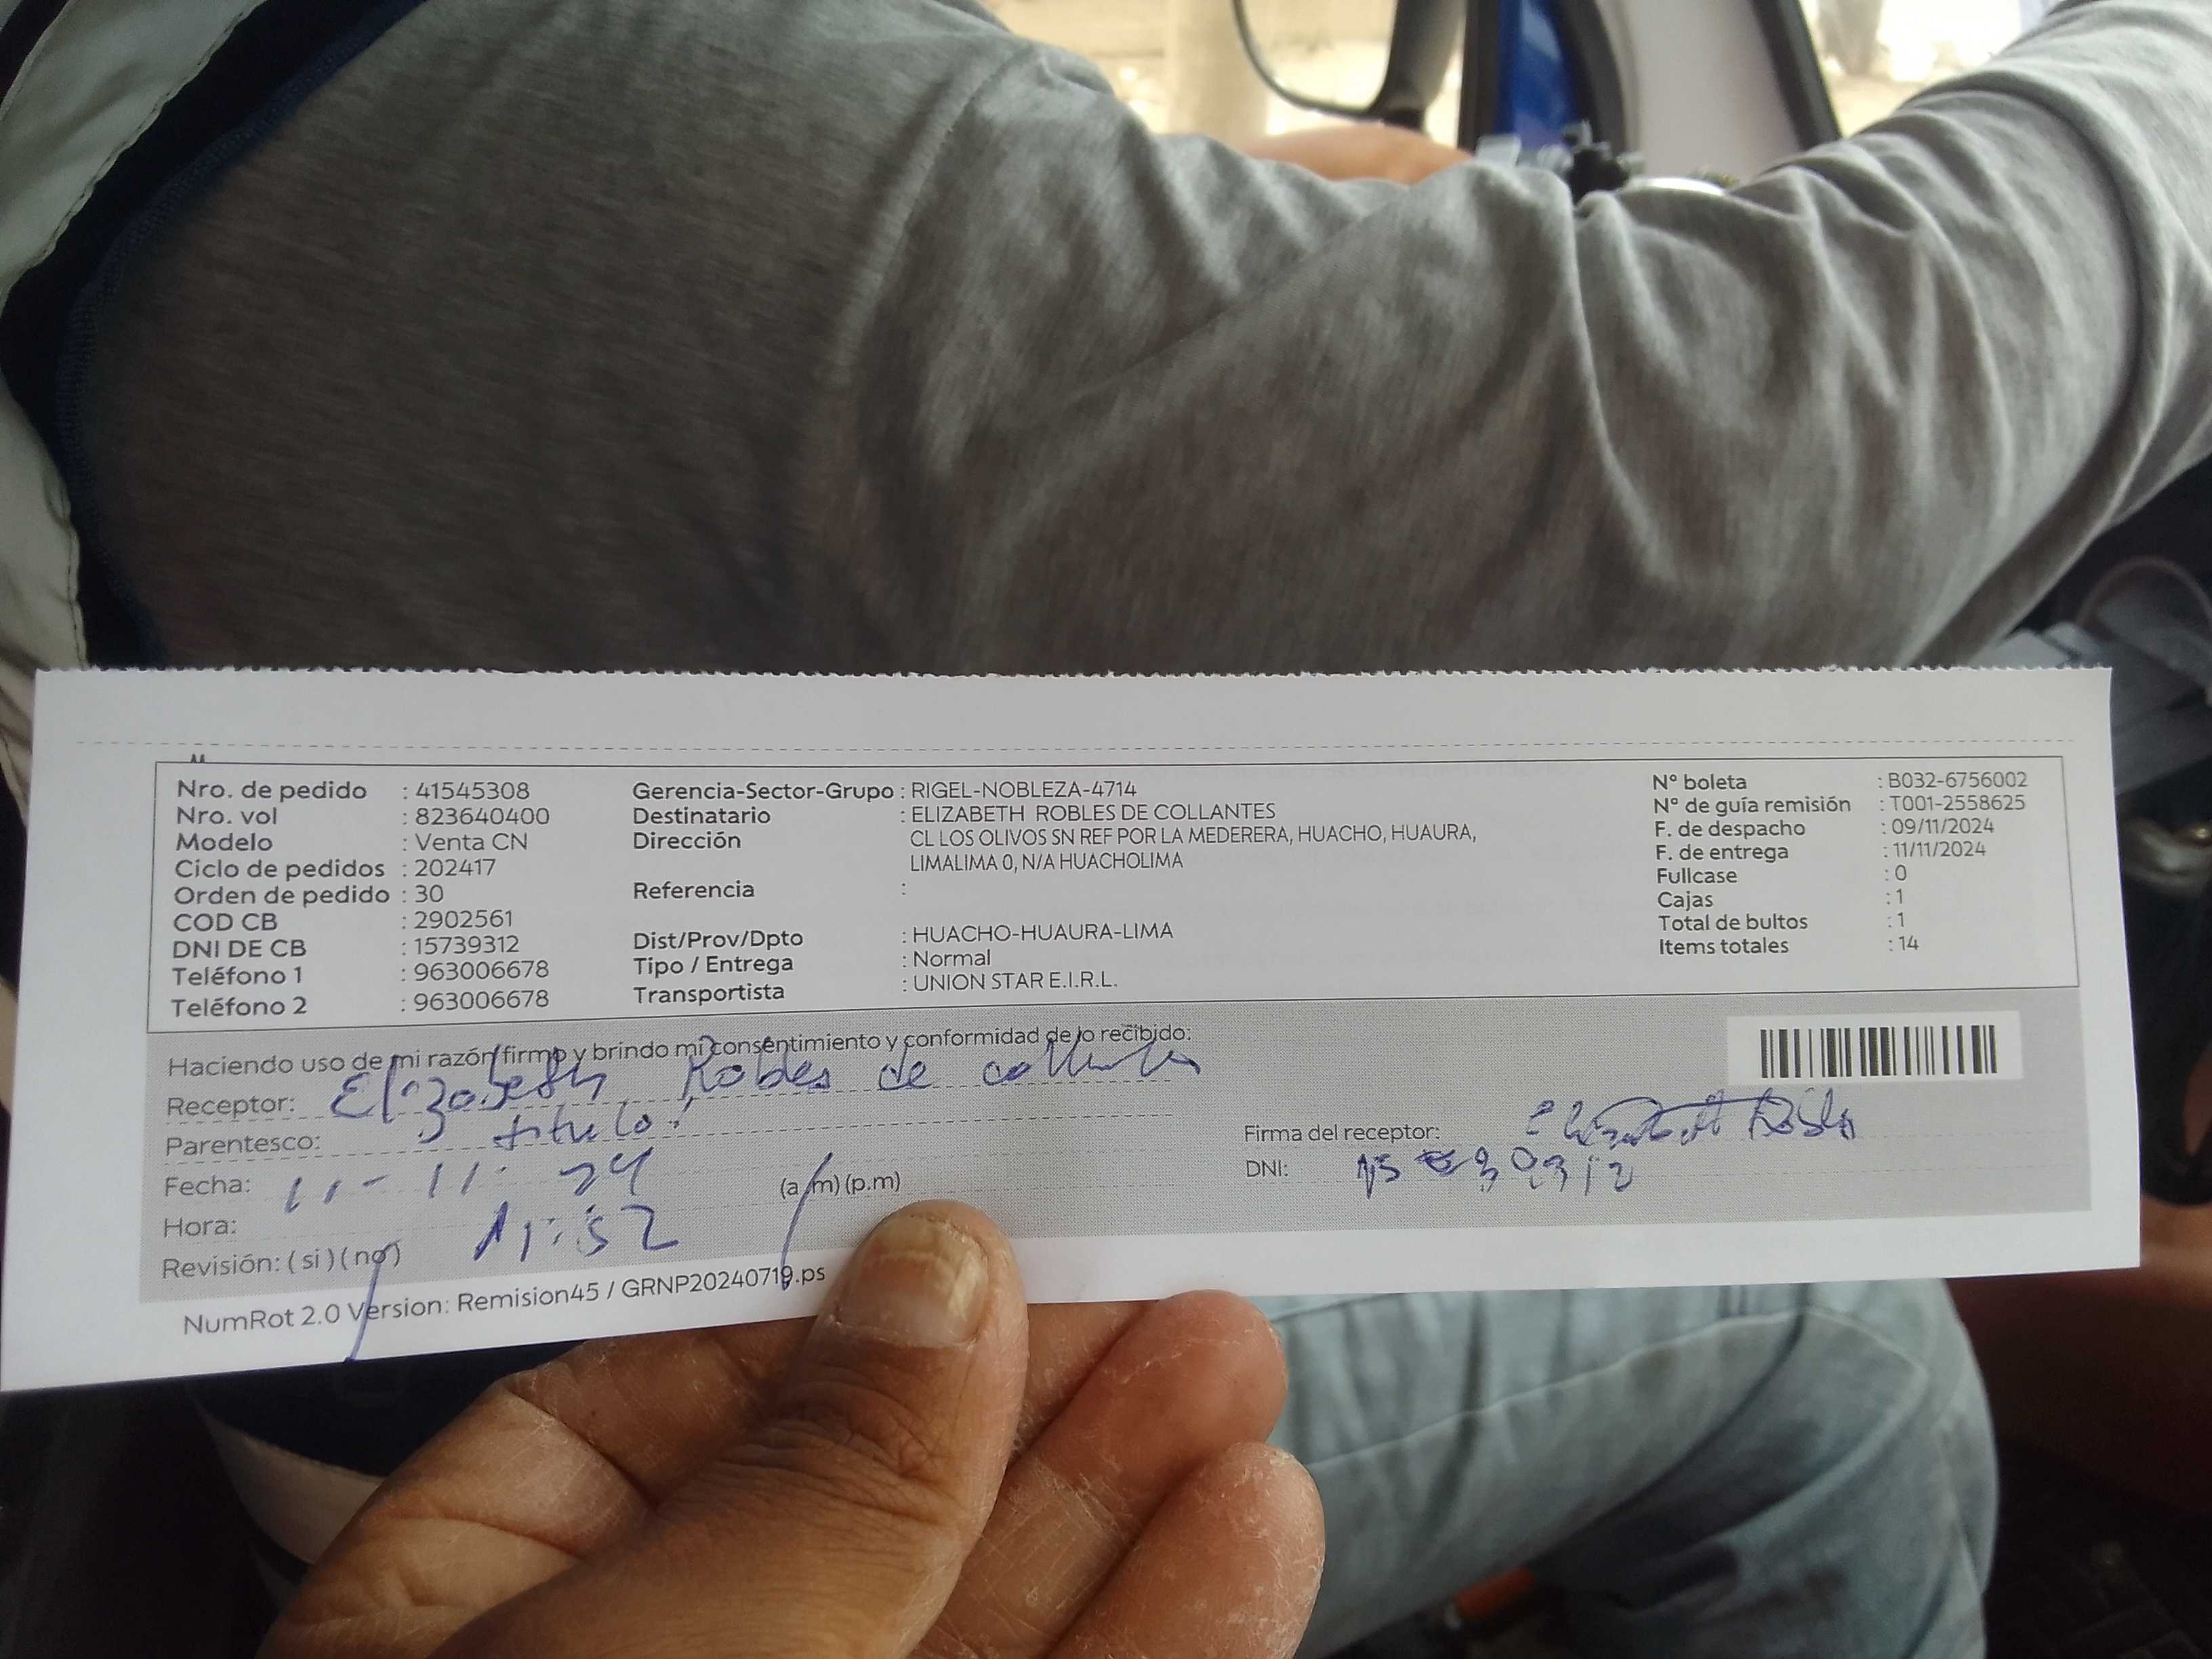 Nro. de pedido : 41545308
Nro. vol : 823640400
Modelo : Venta CN
Ciclo de pedidos : 202417
Orden de pedido : 30
COD CB : 2902561
DNI DE CB : 15739312
Teléfono 1 : 963006678
Teléfono 2 : 963006678
Gerencia-Sector-Grupo : RIGEL-NOBLEZA-4714
Destinatario : ELIZABETH ROBLES DE COLLANTES
Dirección CL LOS OLIVOS SN REF POR LA MEDERERA, HUACHO, HUAURA,
LIMALIMA 0, N/A HUACHOLIMA
Referencia :
Dist/Prov/Dpto : HUACHO-HUAURA-LIMA
Tipo / Entrega : Normal
Transportista : UNION STAR E.I.R.L.
N° boleta : B032-6756002
N° de guía remisión : T001-2558625
F. de despacho : 09/11/2024
F. de entrega : 11/11/2024
Fullcase : 0
Cajas : 1
Total de bultos : 1
Items totales : 14
Haciendo uso de mi razón firmo y brindo mi consentimiento y conformidad de lo recibido:
Receptor: Elizabeth Robles de
Parentesco: titulo
Fecha: 11-11-24
Hora: 11:52 (a.m) (p.m)
Revisión: ( si ) ( no )
Firma del receptor:
DNI:
NumRot 2.0 Version: Remision45 / GRNP20240719.ps